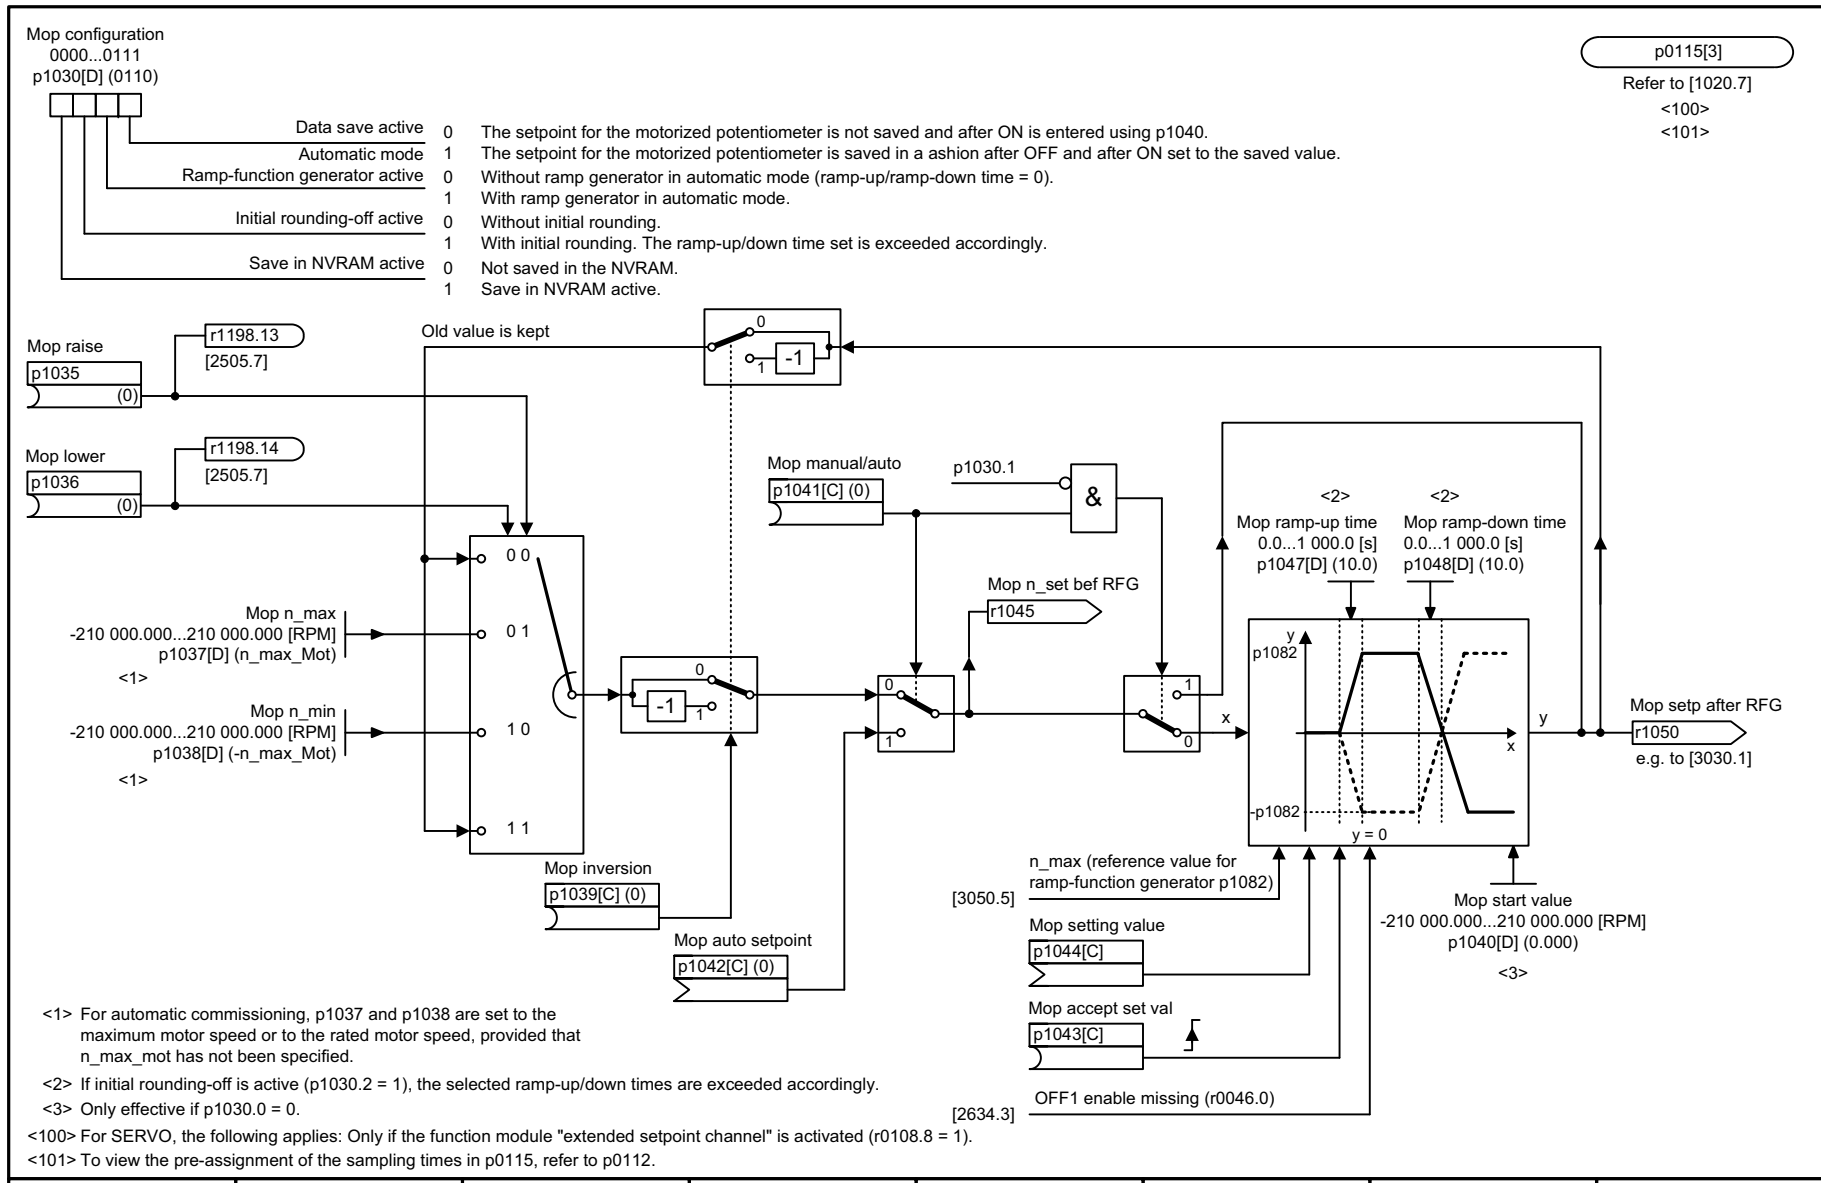 Mop configuration
0000...0111
p1030[D] (0110)
p0115[3]
Refer to [1020.7]
<100>
<101>
Data save active 0 The setpoint for the motorized potentiometer is not saved and after ON is entered using p1040.
Automatic mode 1 The setpoint for the motorized potentiometer is saved in a ashion after OFF and after ON set to the saved value.
Ramp-function generator active 0 Without ramp generator in automatic mode (ramp-up/ramp-down time = 0).
1 With ramp generator in automatic mode.
Initial rounding-off active 0 Without initial rounding.
1 With initial rounding. The ramp-up/down time set is exceeded accordingly.
Save in NVRAM active 0 Not saved in the NVRAM.
1 Save in NVRAM active.
Mop raise
p1035
(0)
r1198.13
[2505.7]
Old value is kept
0
1
-1
Mop lower
p1036
(0)
r1198.14
[2505.7]
Mop manual/auto
p1041[C] (0)
p1030.1
&
<2>
Mop ramp-up time
0.0...1 000.0 [s]
p1047[D] (10.0)
<2>
Mop ramp-down time
0.0...1 000.0 [s]
p1048[D] (10.0)
0 0
0 1
1 0
1 1
Mop n_max
-210 000.000...210 000.000 [RPM]
p1037[D] (n_max_Mot)
<1>
Mop n_min
-210 000.000...210 000.000 [RPM]
p1038[D] (-n_max_Mot)
<1>
-1
0
1
Mop n_set bef RFG
r1045
0
1
1
0
x
y
p1082
x
-p1082
y = 0
y
Mop setp after RFG
r1050
e.g. to [3030.1]
Mop inversion
p1039[C] (0)
Mop auto setpoint
p1042[C] (0)
n_max (reference value for
ramp-function generator p1082)
[3050.5]
Mop setting value
p1044[C]
Mop accept set val
p1043[C]
OFF1 enable missing (r0046.0)
[2634.3]
Mop start value
-210 000.000...210 000.000 [RPM]
p1040[D] (0.000)
<3>
<1> For automatic commissioning, p1037 and p1038 are set to the
maximum motor speed or to the rated motor speed, provided that
n_max_mot has not been specified.
<2> If initial rounding-off is active (p1030.2 = 1), the selected ramp-up/down times are exceeded accordingly.
<3> Only effective if p1030.0 = 0.
<100> For SERVO, the following applies: Only if the function module "extended setpoint channel" is activated (r0108.8 = 1).
<101> To view the pre-assignment of the sampling times in p0115, refer to p0112.